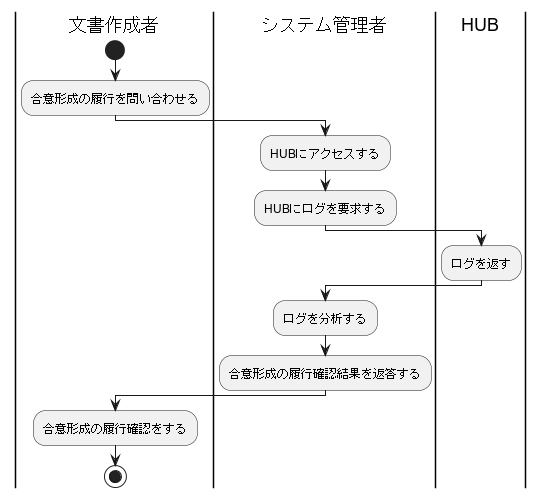 文書作成者
システム管理者
HUB
合意形成の履行を問い合わせる
HUBにアクセスする
HUBにログを要求する
ログを返す
ログを分析する
合意形成の履行確認結果を返答する
合意形成の履行確認をする